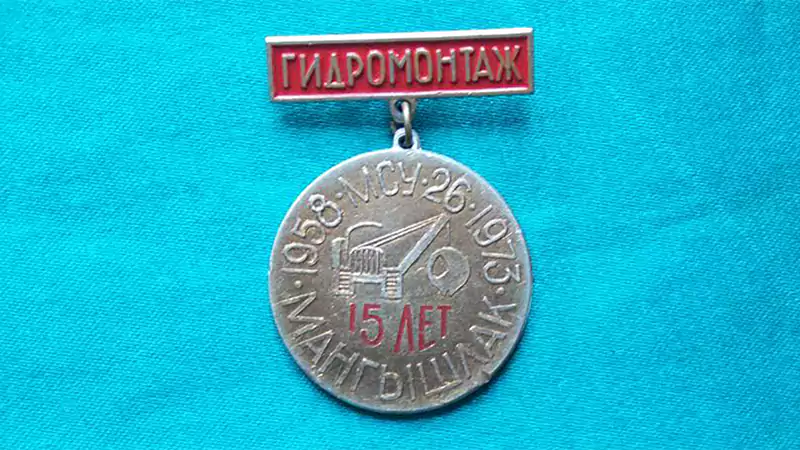 ГИДРОМОНТАЖ
·1958·МСУ·26·1973·
МАНГЫШЛАК
15 ЛЕТ